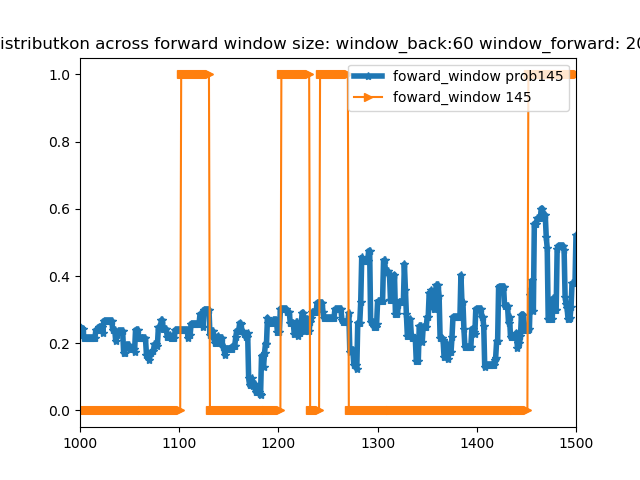 istributkon across forward window size: window_back:60 window_forward: 20
foward_window prob145
foward_window 145
1.0
0.8
0.6
0.4
0.2
0.0
1000 1100 1200 1300 1400 1500